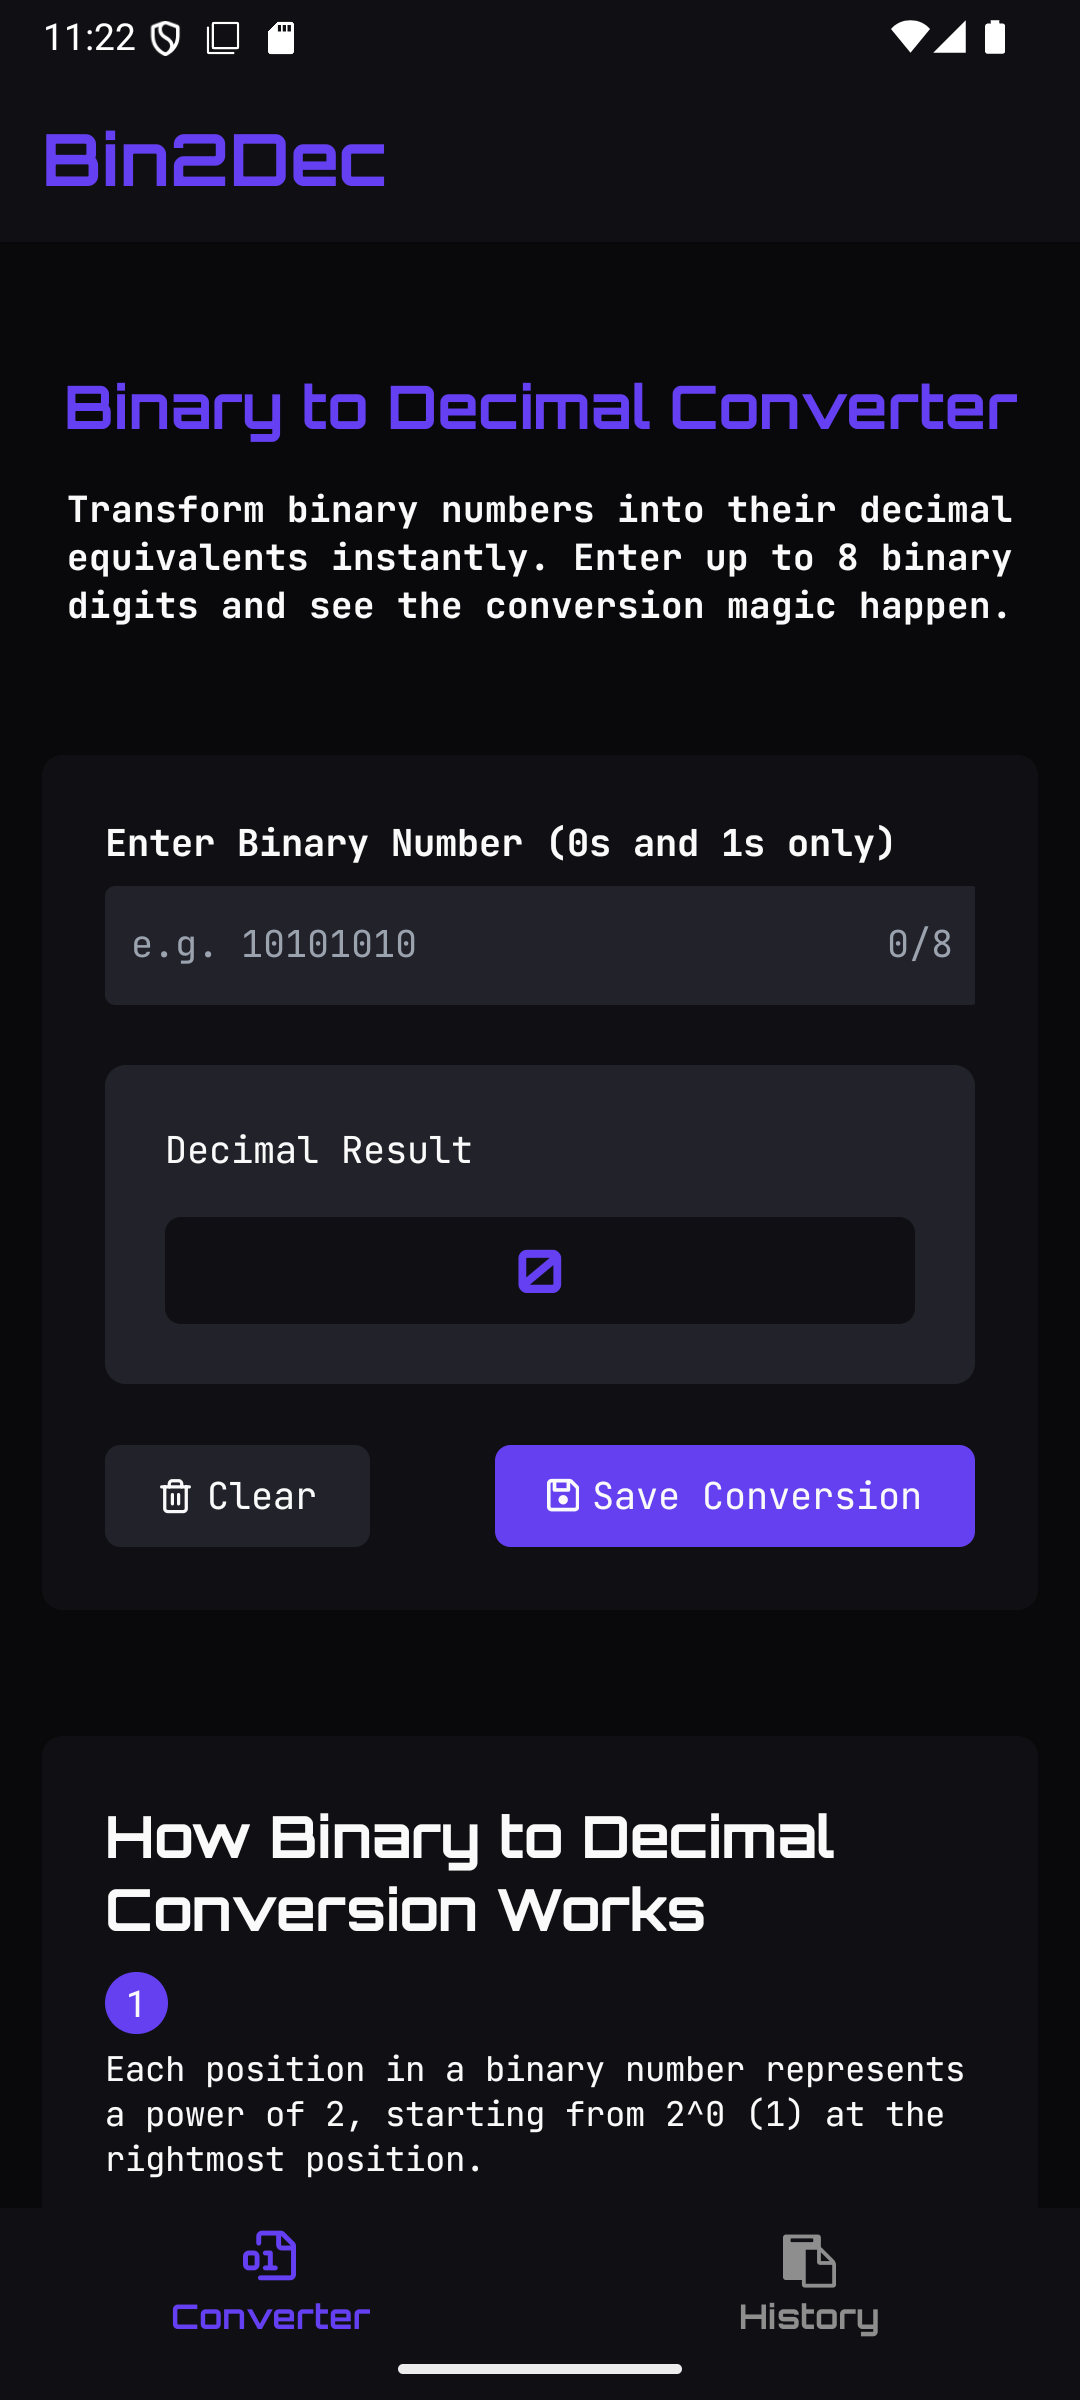 11:22
Bin2Dec
Binary to Decimal Converter
Transform binary numbers into their decimal
equivalents instantly. Enter up to 8 binary
digits and see the conversion magic happen.
Enter Binary Number (0s and 1s only)
e.g. 10101010 0/8
Decimal Result
0
Clear Save Conversion
How Binary to Decimal
Conversion Works
1
Each position in a binary number represents
a power of 2, starting from 2^0 (1) at the
rightmost position.
Converter History